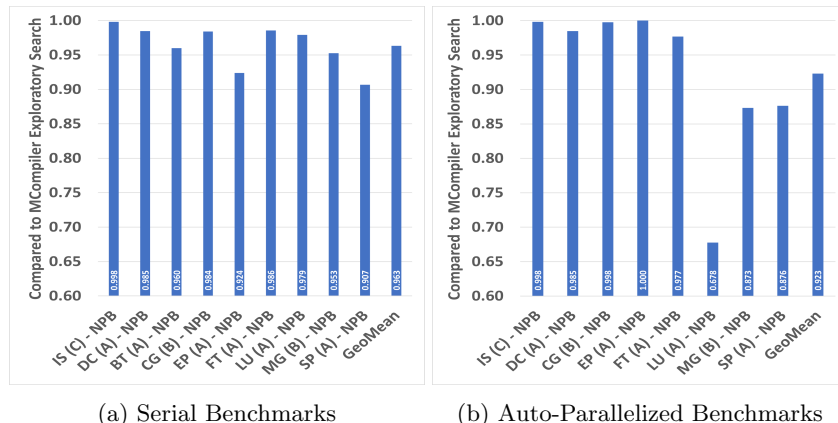 Compared to MCompiler Exploratory Search
1.00
0.95
0.90
0.85
0.80
0.75
0.70
0.65
0.60
0.998
0.985
0.960
0.984
0.924
0.986
0.979
0.953
0.907
0.963
IS (C) - NPB
DC (A) - NPB
BT (A) - NPB
CG (B) - NPB
EP (A) - NPB
FT (A) - NPB
LU (A) - NPB
MG (B) - NPB
SP (A) - NPB
GeoMean
(a) Serial Benchmarks
Compared to MCompiler Exploratory Search
1.00
0.95
0.90
0.85
0.80
0.75
0.70
0.65
0.60
0.998
0.985
0.998
1.000
0.977
0.678
0.873
0.876
0.923
IS (C) - NPB
DC (A) - NPB
CG (B) - NPB
EP (A) - NPB
FT (A) - NPB
LU (A) - NPB
MG (B) - NPB
SP (A) - NPB
GeoMean
(b) Auto-Parallelized Benchmarks